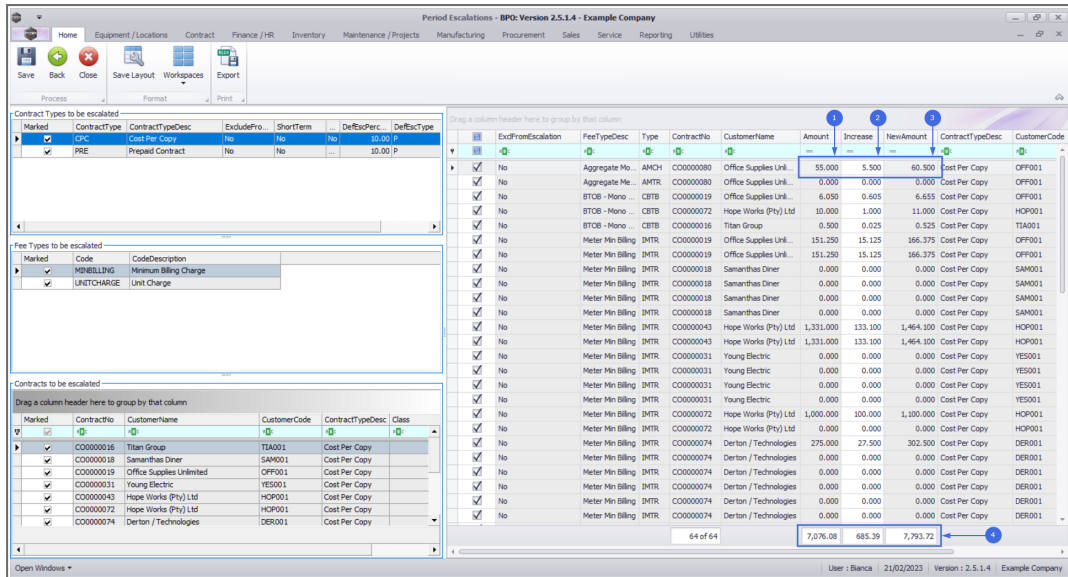 Period Escalations - BPO: Version 2.5.1.4 - Example Company
Home Equipment / Locations Contract Finance / HR Inventory Maintenance / Projects Manufacturing Procurement Sales Service Reporting Utilities
Save Back Close Save Layout Workspaces Export
Process Format Print
Contract Types to be escalated
Marked ContractType ContractTypeDesc ExcludeFro... ShortTerm ... DefEscPerc... DefEscType
CPC Cost Per Copy No No No 10.00 P
PRE Prepaid Contract No No ... 10.00 P
Fee Types to be escalated
Marked Code CodeDescription
MINBILLING Minimum Billing Charge
UNITCHARGE Unit Charge
Contracts to be escalated
Drag a column header here to group by that column
Marked ContractNo CustomerName CustomerCode ContractTypeDesc Class
CO0000016 Titan Group TIA001 Cost Per Copy
CO0000018 Samanthas Diner SAM001 Cost Per Copy
CO0000019 Office Supplies Unlimited OFF001 Cost Per Copy
CO0000031 Young Electric YES001 Cost Per Copy
CO0000043 Hope Works (Pty) Ltd HOP001 Cost Per Copy
CO0000072 Hope Works (Pty) Ltd HOP001 Cost Per Copy
CO0000074 Derton / Technologies DER001 Cost Per Copy
Drag a column header here to group by that column
1 2 3
ExclFromEscalation FeeTypeDesc Type ContractNo CustomerName Amount Increase NewAmount ContractTypeDesc CustomerCode
No Aggregate Mo... AMCH CO0000080 Office Supplies Unli... 55.000 5.500 60.500 Cost Per Copy OFF001
No Aggregate Me... AMTR CO0000080 Office Supplies Unli... 0.000 0.000 0.000 Cost Per Copy OFF001
No BTOB - Mono ... CBTB CO0000019 Office Supplies Unli... 6.050 0.605 6.655 Cost Per Copy OFF001
No BTOB - Mono ... CBTB CO0000072 Hope Works (Pty) Ltd 10.000 1.000 11.000 Cost Per Copy HOP001
No BTOB - Mono ... CBTB CO0000016 Titan Group 0.500 0.025 0.525 Cost Per Copy TIA001
No Meter Min Billing IMTR CO0000019 Office Supplies Unli... 151.250 15.125 166.375 Cost Per Copy OFF001
No Meter Min Billing IMTR CO0000019 Office Supplies Unli... 151.250 15.125 166.375 Cost Per Copy OFF001
No Meter Min Billing IMTR CO0000018 Samanthas Diner 0.000 0.000 0.000 Cost Per Copy SAM001
No Meter Min Billing IMTR CO0000018 Samanthas Diner 0.000 0.000 0.000 Cost Per Copy SAM001
No Meter Min Billing IMTR CO0000018 Samanthas Diner 0.000 0.000 0.000 Cost Per Copy SAM001
No Meter Min Billing IMTR CO0000018 Samanthas Diner 0.000 0.000 0.000 Cost Per Copy SAM001
No Meter Min Billing IMTR CO0000043 Hope Works (Pty) Ltd 1,331.000 133.100 1,464.100 Cost Per Copy HOP001
No Meter Min Billing IMTR CO0000043 Hope Works (Pty) Ltd 1,331.000 133.100 1,464.100 Cost Per Copy HOP001
No Meter Min Billing IMTR CO0000031 Young Electric 0.000 0.000 0.000 Cost Per Copy YES001
No Meter Min Billing IMTR CO0000031 Young Electric 0.000 0.000 0.000 Cost Per Copy YES001
No Meter Min Billing IMTR CO0000031 Young Electric 0.000 0.000 0.000 Cost Per Copy YES001
No Meter Min Billing IMTR CO0000031 Young Electric 0.000 0.000 0.000 Cost Per Copy YES001
No Meter Min Billing IMTR CO0000072 Hope Works (Pty) Ltd 1,000.000 100.000 1,100.000 Cost Per Copy HOP001
No Meter Min Billing IMTR CO0000072 Hope Works (Pty) Ltd 0.000 0.000 0.000 Cost Per Copy HOP001
No Meter Min Billing IMTR CO0000074 Derton / Technologies 275.000 27.500 302.500 Cost Per Copy DER001
No Meter Min Billing IMTR CO0000074 Derton / Technologies 0.000 0.000 0.000 Cost Per Copy DER001
No Meter Min Billing IMTR CO0000074 Derton / Technologies 0.000 0.000 0.000 Cost Per Copy DER001
No Meter Min Billing IMTR CO0000074 Derton / Technologies 0.000 0.000 0.000 Cost Per Copy DER001
No Meter Min Billing IMTR CO0000074 Derton / Technologies 0.000 0.000 0.000 Cost Per Copy DER001
64 of 64 7,076.08 685.39 7,793.72 4
Open Windows User : Bianca 21/02/2023 Version : 2.5.1.4 Example Company